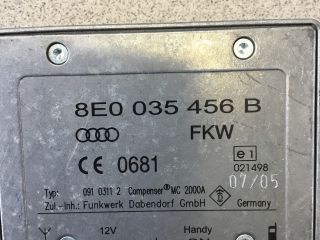 8E0 035 456 B
FKW
CE 0681
e1
021498
07/05
Typ: 091 0311 2 Compenser® MC 2000A
Zul.-Inh.: Funkwerk Dabendorf GmbH Germany
12V Handy